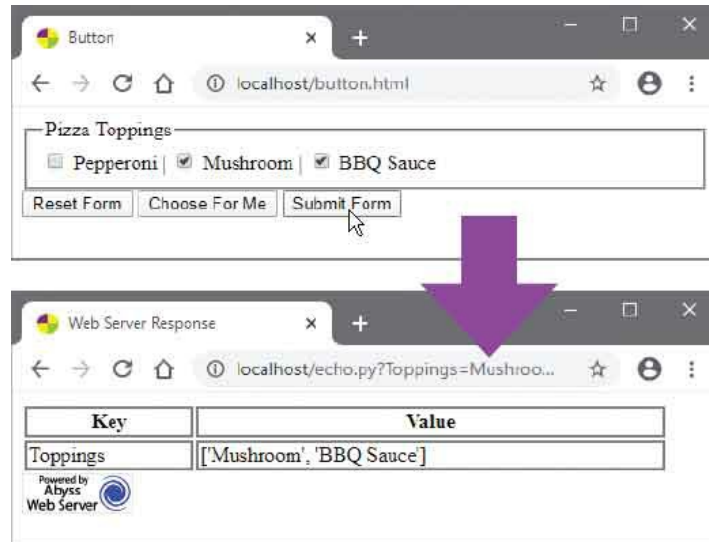 Button
localhost/button.html
Pizza Toppings
Pepperoni | Mushroom | BBQ Sauce
Reset Form Choose For Me Submit Form
Web Server Response
localhost/echo.py?Toppings=Mushroo...
Key Value
Toppings ['Mushroom', 'BBQ Sauce']
Powered by
Abyss
Web Server